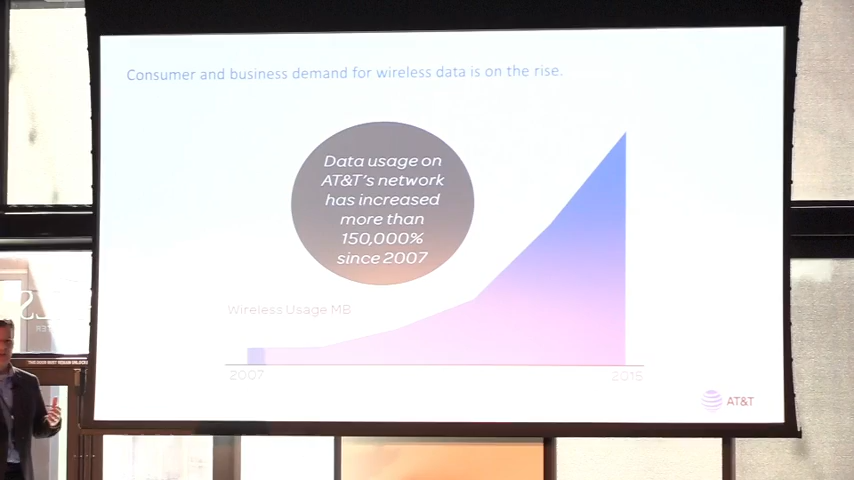 Consumer and business demand for wireless data is on the rise.
Data usage on
AT&T's network
has increased
more than
150,000%
since 2007
Wireless Usage MB
2007
2015
AT&T